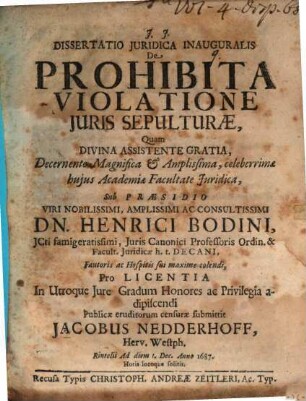 J. J.
DISSERTATIO JURIDICA INAUGURALIS
De
PROHIBITA
VIOLATIONE
JURIS SEPULTURÆ,
Quam
DIVINA ASSISTENTE GRATIA,
Decernente Magnifica & Amplissima, celeberrimæ
hujus Academiæ Facultate Juridica,
Sub PRÆSIDIO
VIRI NOBILISSIMI, AMPLISSIMI AC CONSULTISSIMI
DN. HENRICI BODINI,
JCti famigeratissimi, Juris Canonici Professoris Ordin. &
Facult. Juridicæ h. t. DECANI,
Fautoris ac Hospitis sui maxime colendi,
Pro LICENTIA
In Utroque Jure Gradum Honores ac Privilegia a-
dipiscendi
Publicæ eruditorum censuræ submittit
JACOBUS NEDDERHOFF,
Herv. Westph.
Rintelii Ad diem 1. Dec. Anno 1687.
Horis locoque solitis.
Recusa Typis CHRISTOPH. ANDREÆ ZEITLERI, Ac. Typ.